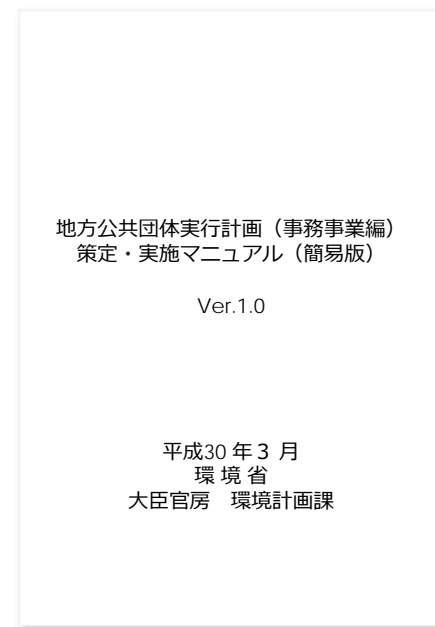 地方公共団体実行計画（事務事業編）
策定・実施マニュアル（簡易版）
Ver.1.0
平成30 年３ 月
環 境 省
大臣官房　環境計画課